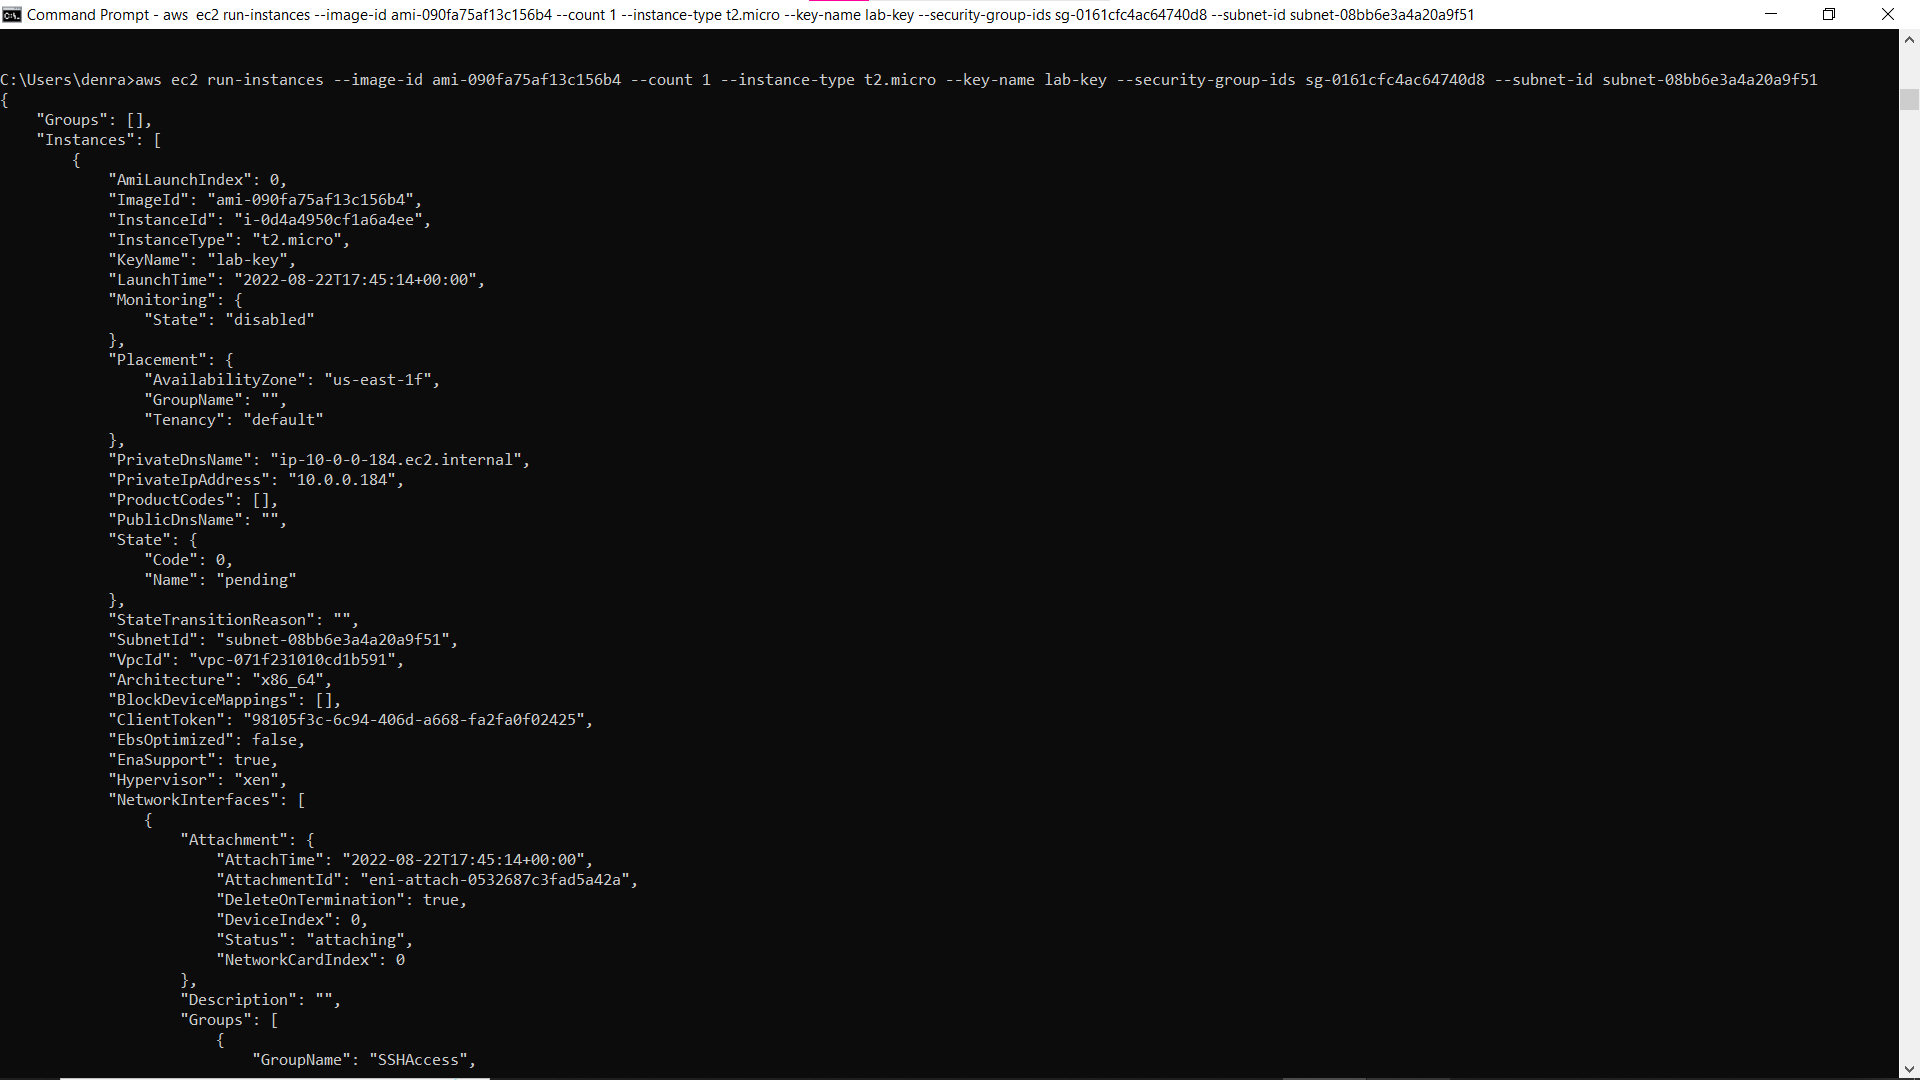 Command Prompt - aws  ec2 run-instances --image-id ami-090fa75af13c156b4 --count 1 --instance-type t2.micro --key-name lab-key --security-group-ids sg-0161cfc4ac64740d8 --subnet-id subnet-08bb6e3a4a20a9f51
C:\Users\denra>aws ec2 run-instances --image-id ami-090fa75af13c156b4 --count 1 --instance-type t2.micro --key-name lab-key --security-group-ids sg-0161cfc4ac64740d8 --subnet-id subnet-08bb6e3a4a20a9f51
{
    "Groups": [],
    "Instances": [
        {
            "AmiLaunchIndex": 0,
            "ImageId": "ami-090fa75af13c156b4",
            "InstanceId": "i-0d4a4950cf1a6a4ee",
            "InstanceType": "t2.micro",
            "KeyName": "lab-key",
            "LaunchTime": "2022-08-22T17:45:14+00:00",
            "Monitoring": {
                "State": "disabled"
            },
            "Placement": {
                "AvailabilityZone": "us-east-1f",
                "GroupName": "",
                "Tenancy": "default"
            },
            "PrivateDnsName": "ip-10-0-0-184.ec2.internal",
            "PrivateIpAddress": "10.0.0.184",
            "ProductCodes": [],
            "PublicDnsName": "",
            "State": {
                "Code": 0,
                "Name": "pending"
            },
            "StateTransitionReason": "",
            "SubnetId": "subnet-08bb6e3a4a20a9f51",
            "VpcId": "vpc-071f231010cd1b591",
            "Architecture": "x86_64",
            "BlockDeviceMappings": [],
            "ClientToken": "98105f3c-6c94-406d-a668-fa2fa0f02425",
            "EbsOptimized": false,
            "EnaSupport": true,
            "Hypervisor": "xen",
            "NetworkInterfaces": [
                {
                    "Attachment": {
                        "AttachTime": "2022-08-22T17:45:14+00:00",
                        "AttachmentId": "eni-attach-0532687c3fad5a42a",
                        "DeleteOnTermination": true,
                        "DeviceIndex": 0,
                        "Status": "attaching",
                        "NetworkCardIndex": 0
                    },
                    "Description": "",
                    "Groups": [
                        {
                            "GroupName": "SSHAccess",